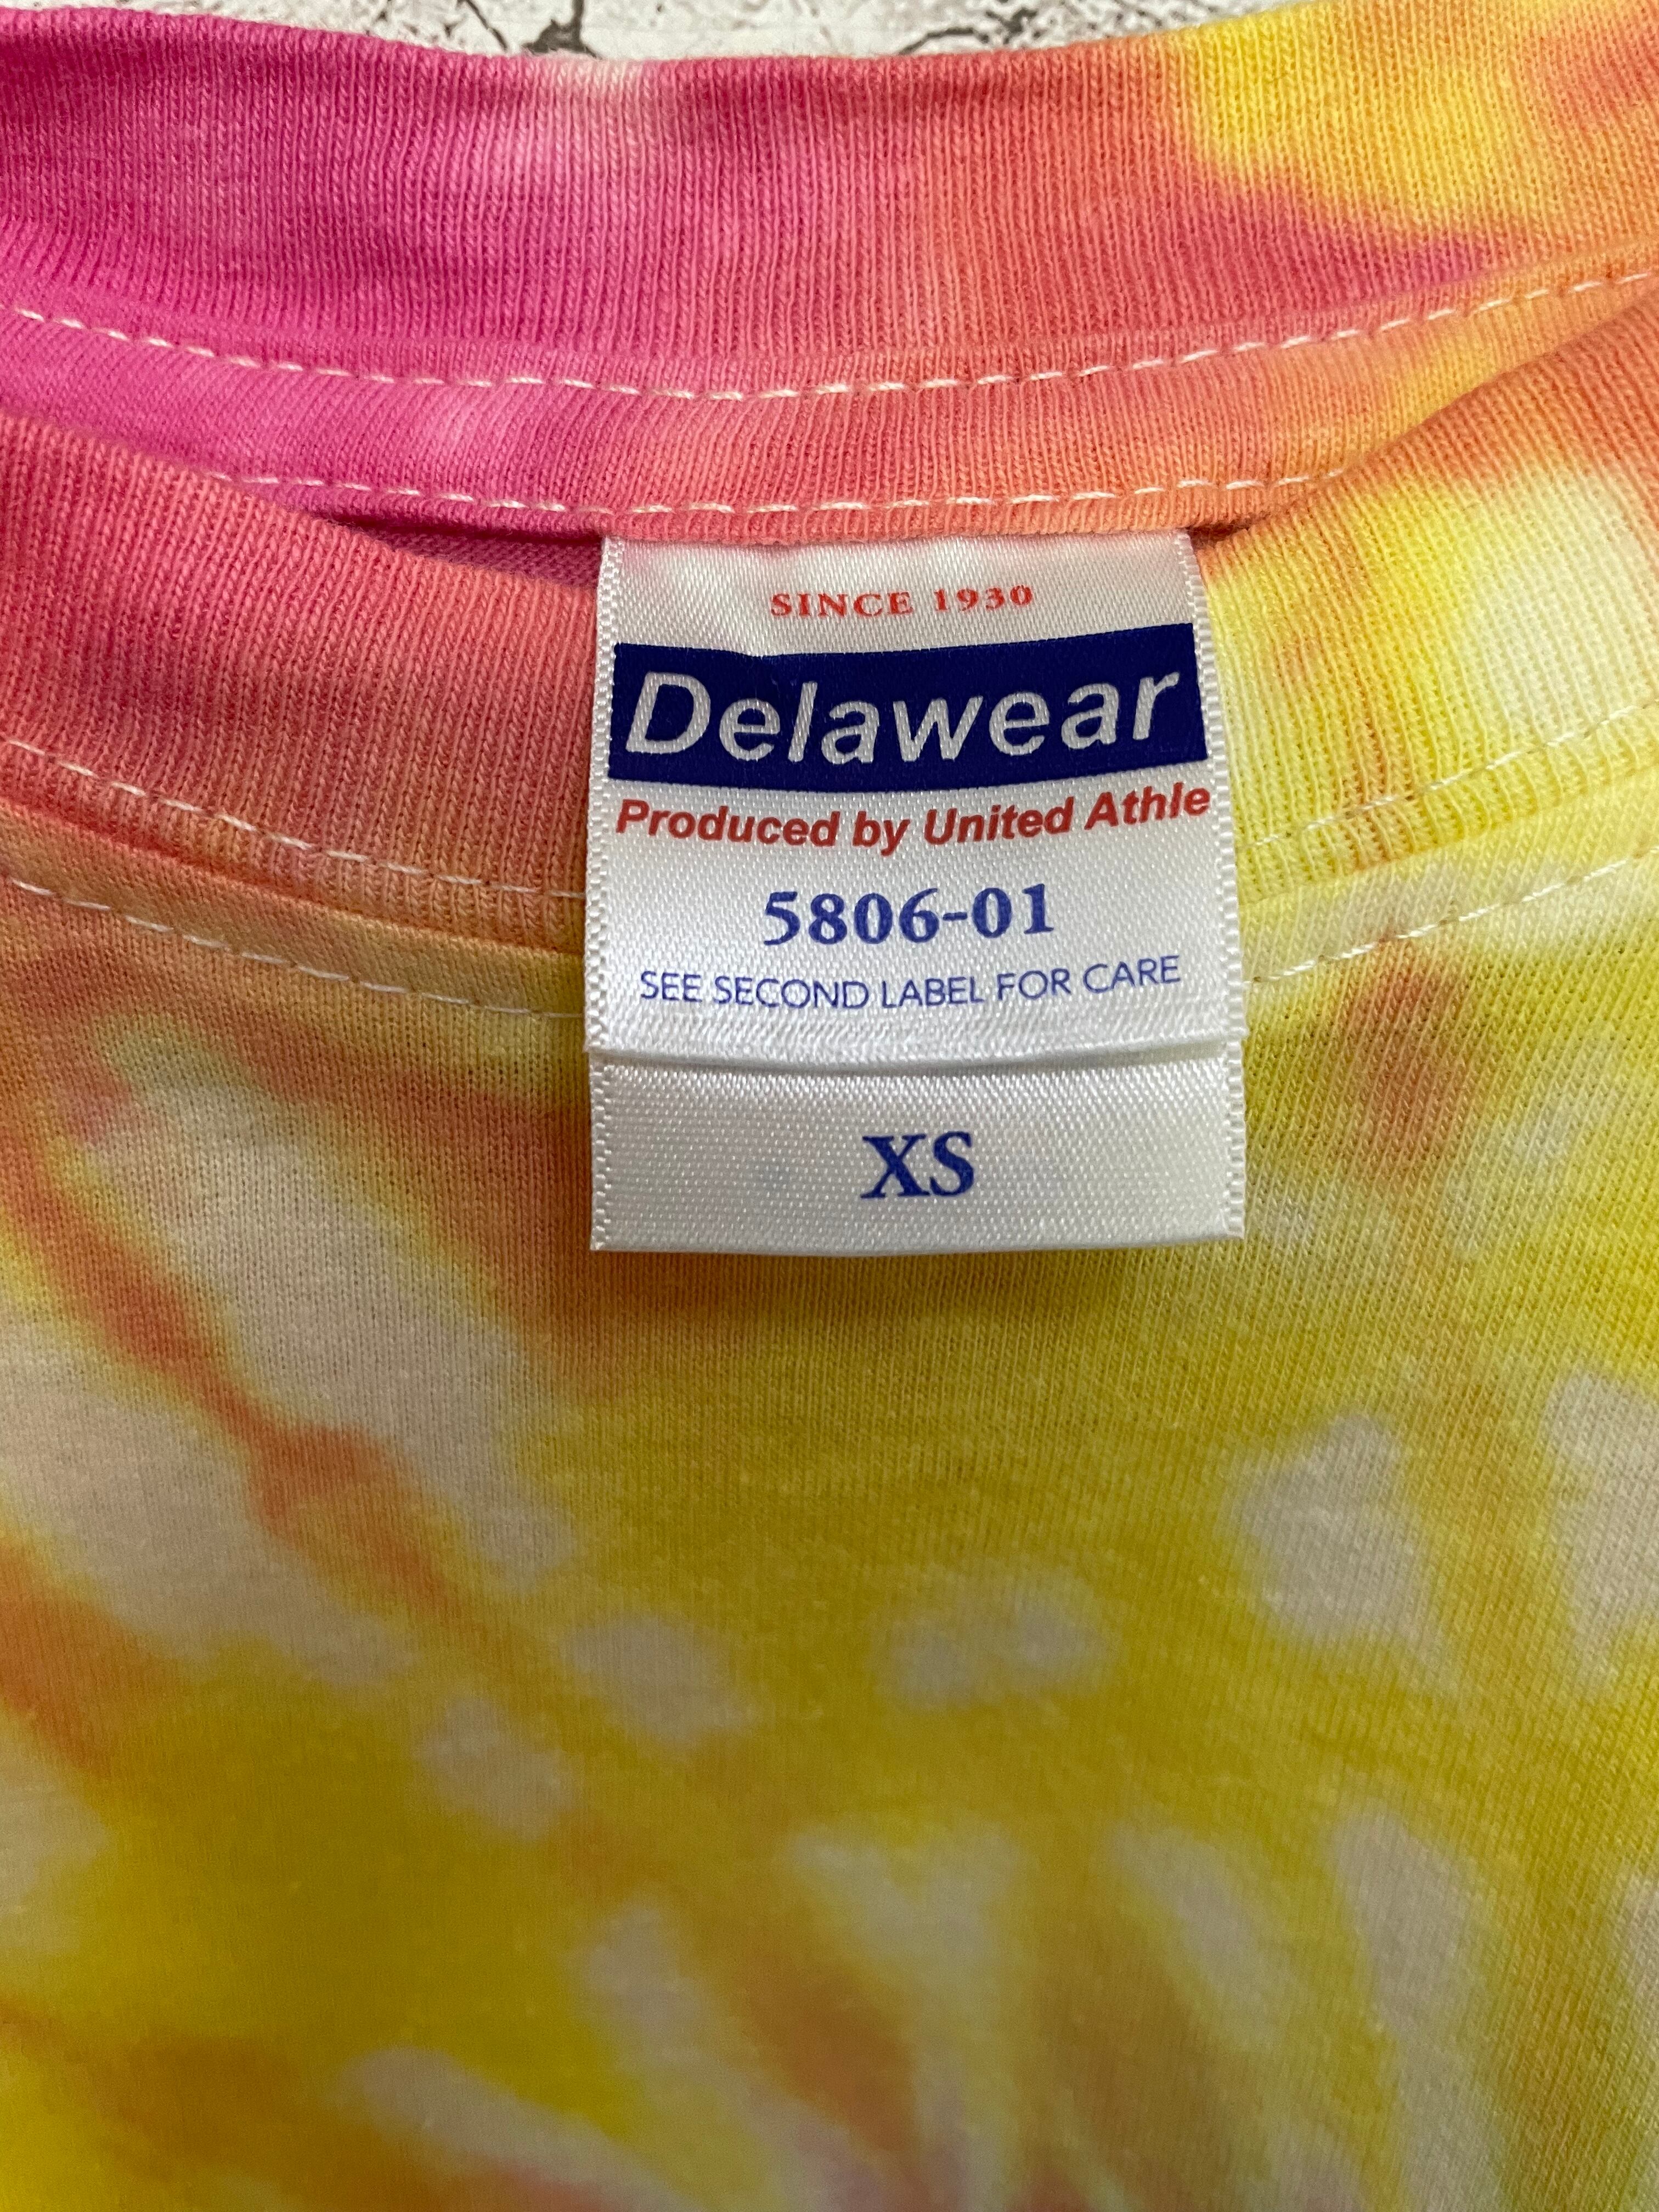 SINCE 1930
Delawear
Produced by United Athle
5806-01
SEE SECOND LABEL FOR CARE
XS